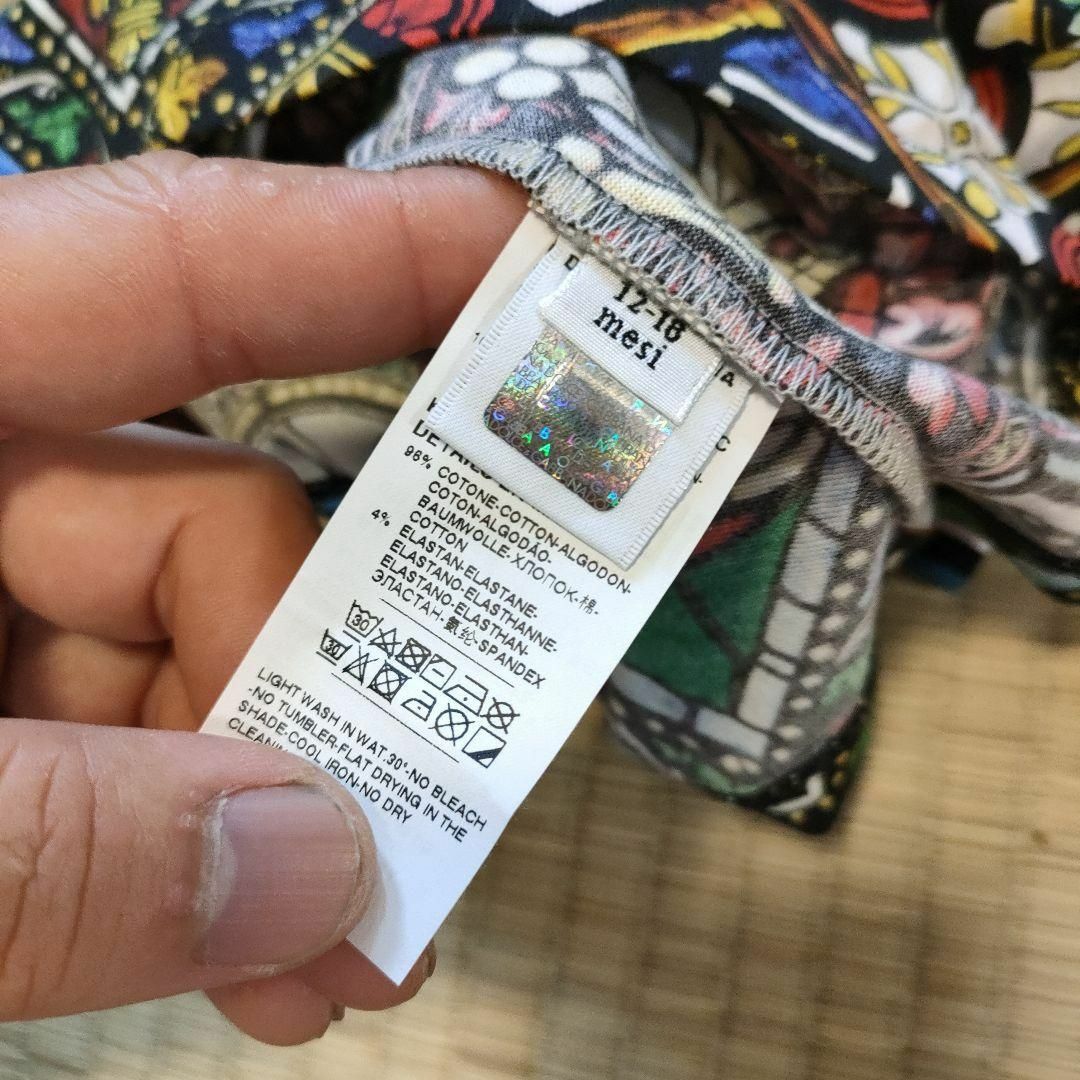 12-18
mesi
96% COTONE-COTTON-ALGODON-
COTON-ALGODÃO-
BAUMWOLLE-ХЛОПОК-棉-
COTTON
4% ELASTAN-ELASTANE-
ELASTANO-ELASTHANNE-
ELASTANO-ELASTHAN-
ЭЛАСТАН-氨纶-SPANDEX
30
30
LIGHT WASH IN WAT.30°-NO BLEACH
-NO TUMBLER-FLAT DRYING IN THE
SHADE-COOL IRON-NO DRY